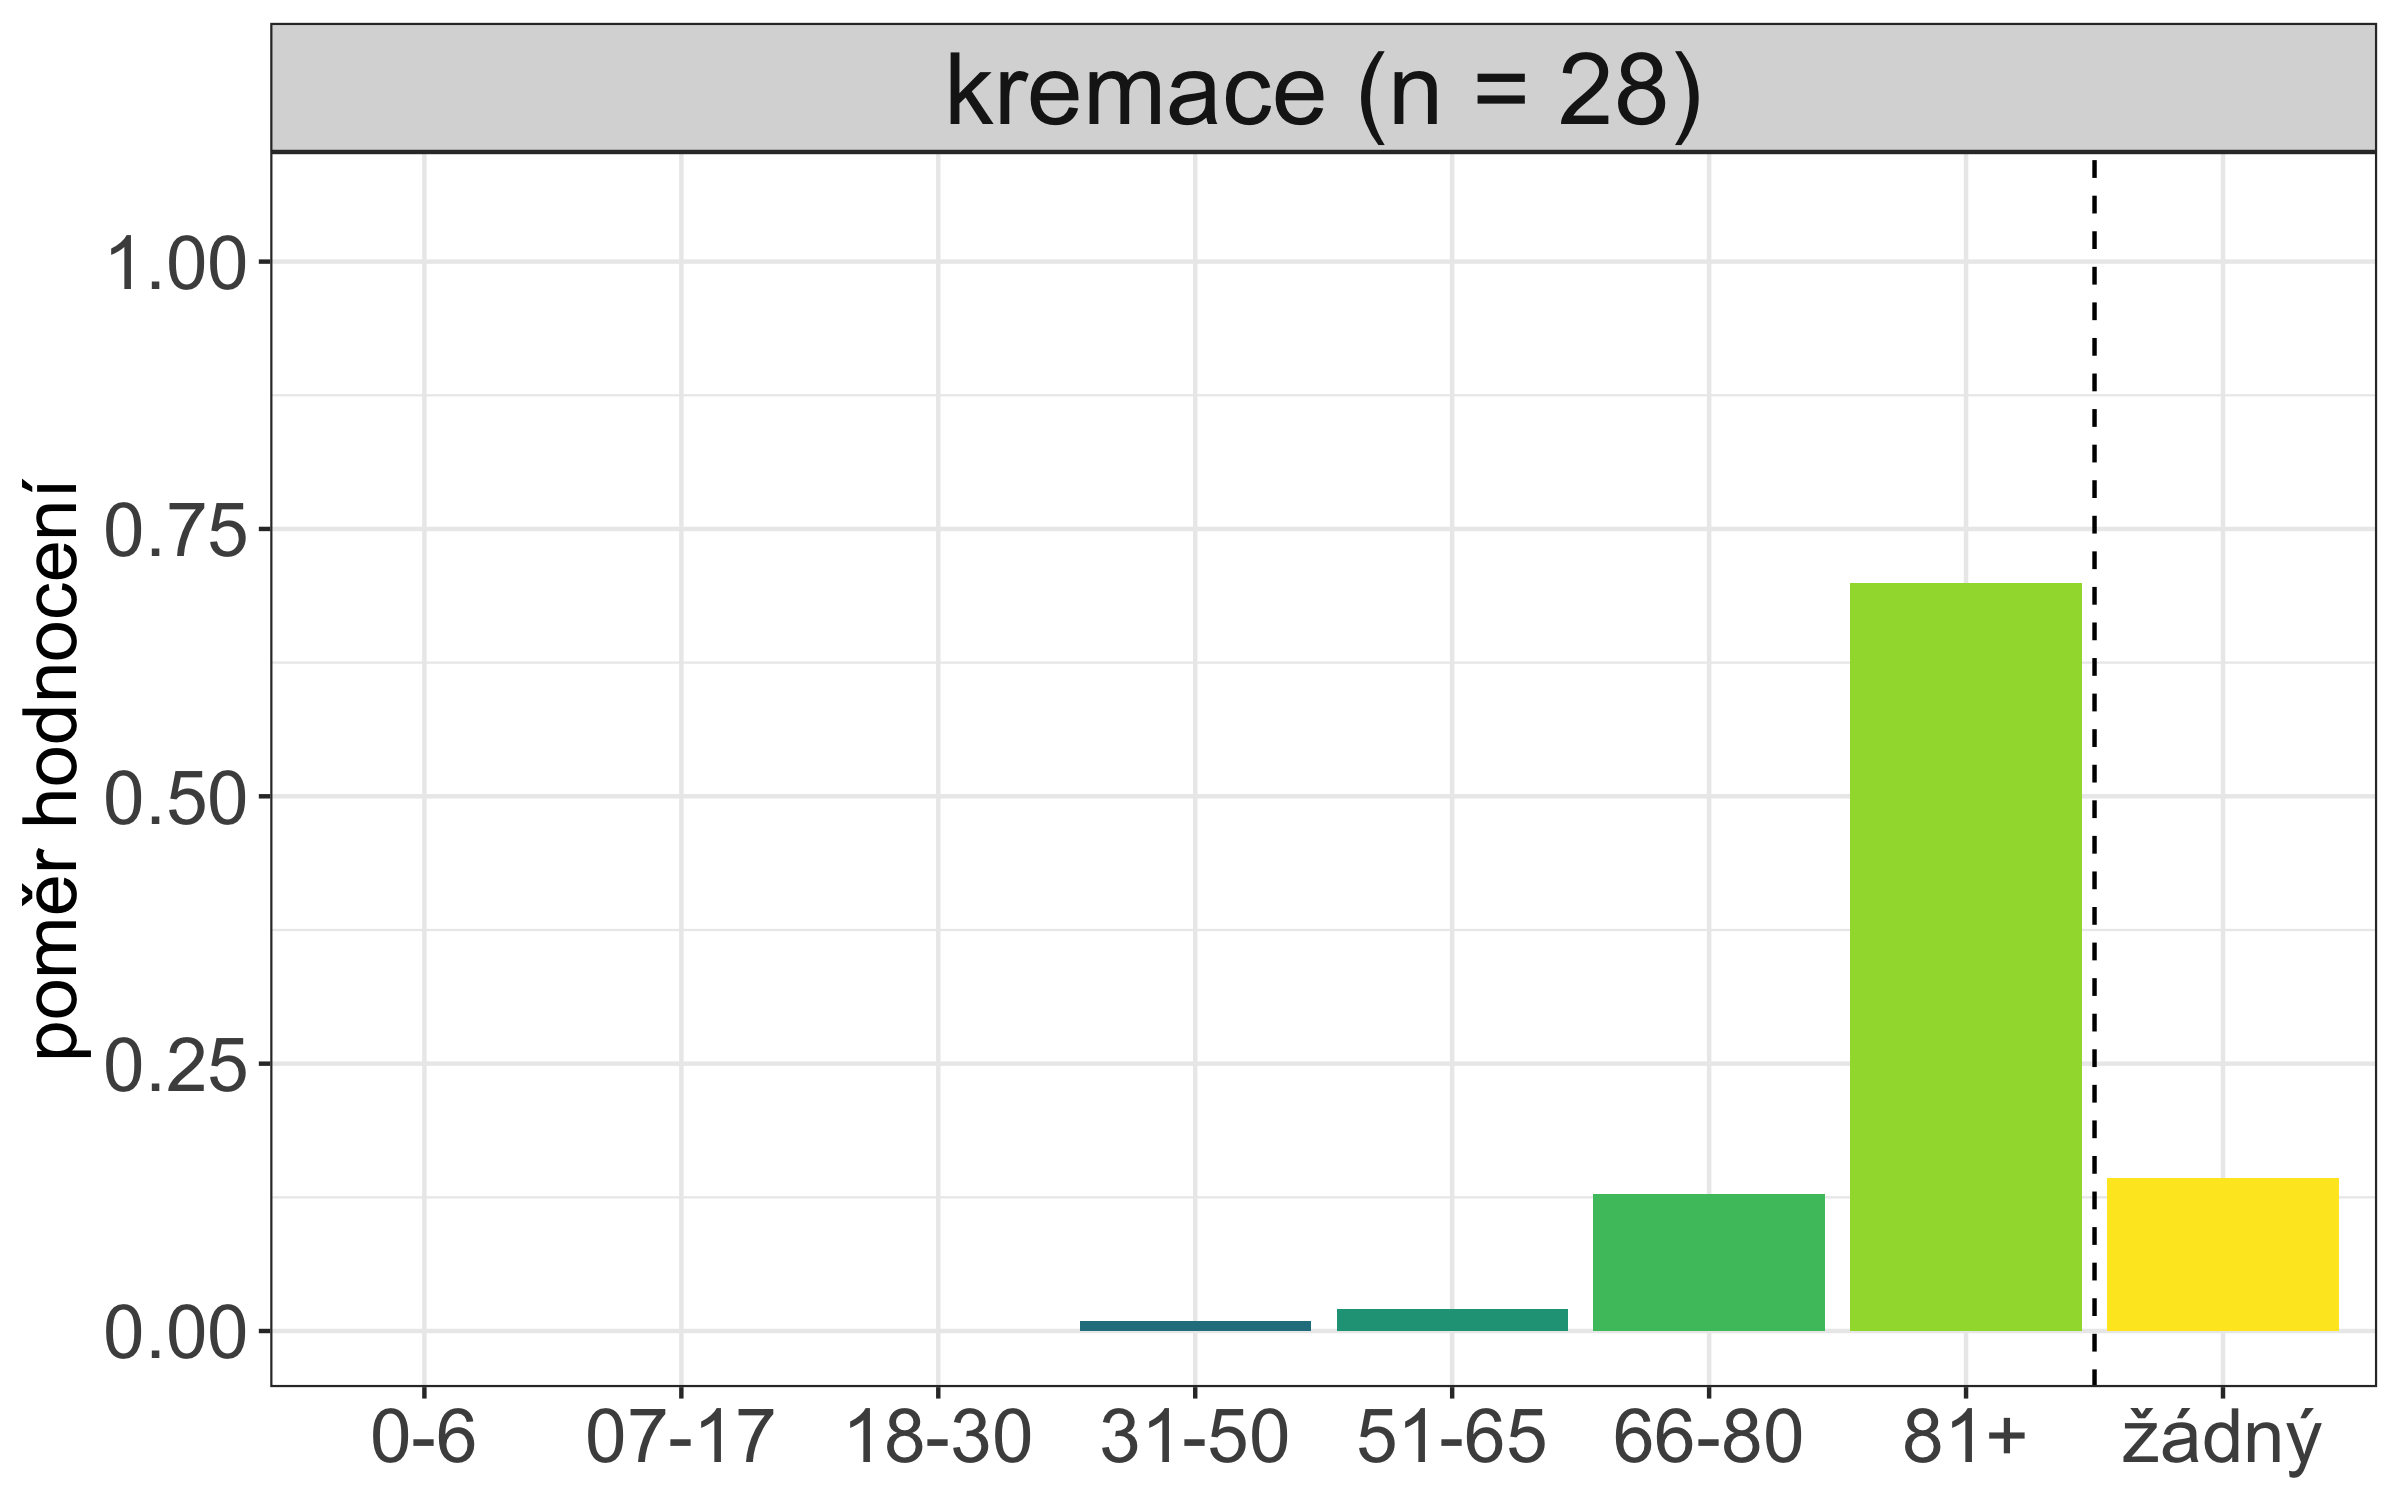 kremace (n = 28)
poměr hodnocení
1.00
0.75
0.50
0.25
0.00
0-6 07-17 18-30 31-50 51-65 66-80 81+ žádný